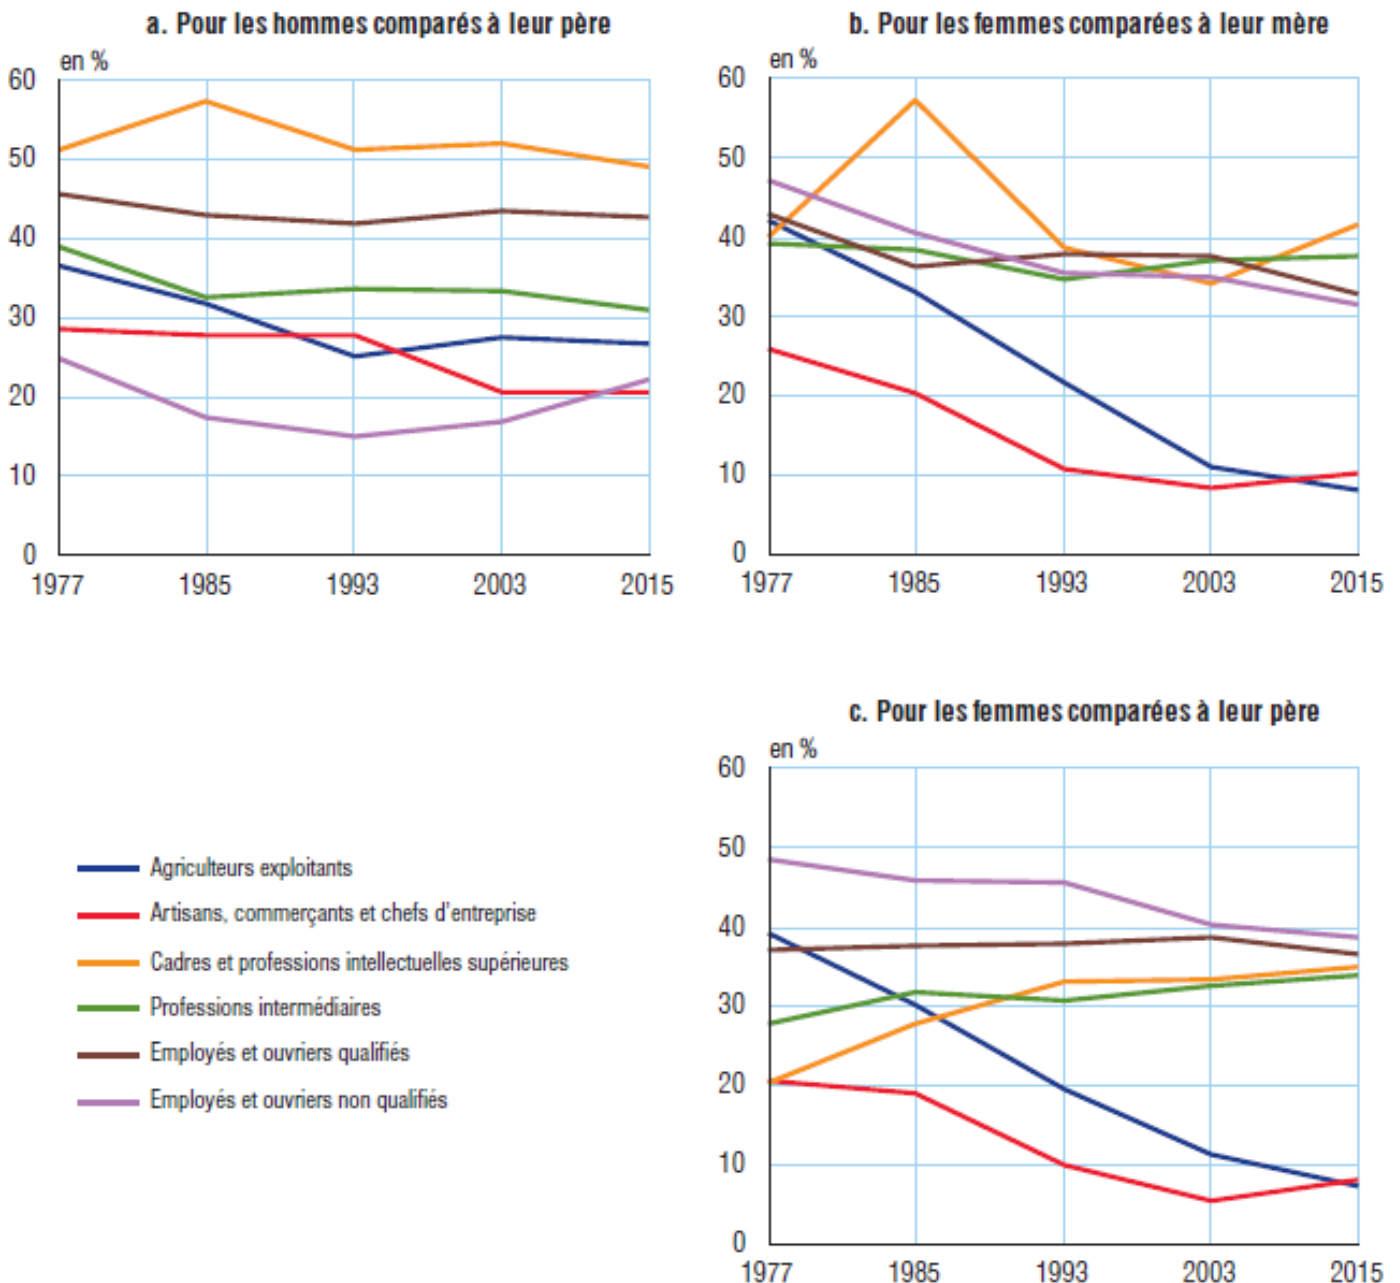 a. Pour les hommes comparés à leur père
en %
60
50
40
30
20
10
0
1977 1985 1993 2003 2015
b. Pour les femmes comparées à leur mère
en %
60
50
40
30
20
10
0
1977 1985 1993 2003 2015
c. Pour les femmes comparées à leur père
en %
60
50
40
30
20
10
0
1977 1985 1993 2003 2015
Agriculteurs exploitants
Artisans, commerçants et chefs d'entreprise
Cadres et professions intellectuelles supérieures
Professions intermédiaires
Employés et ouvriers qualifiés
Employés et ouvriers non qualifiés